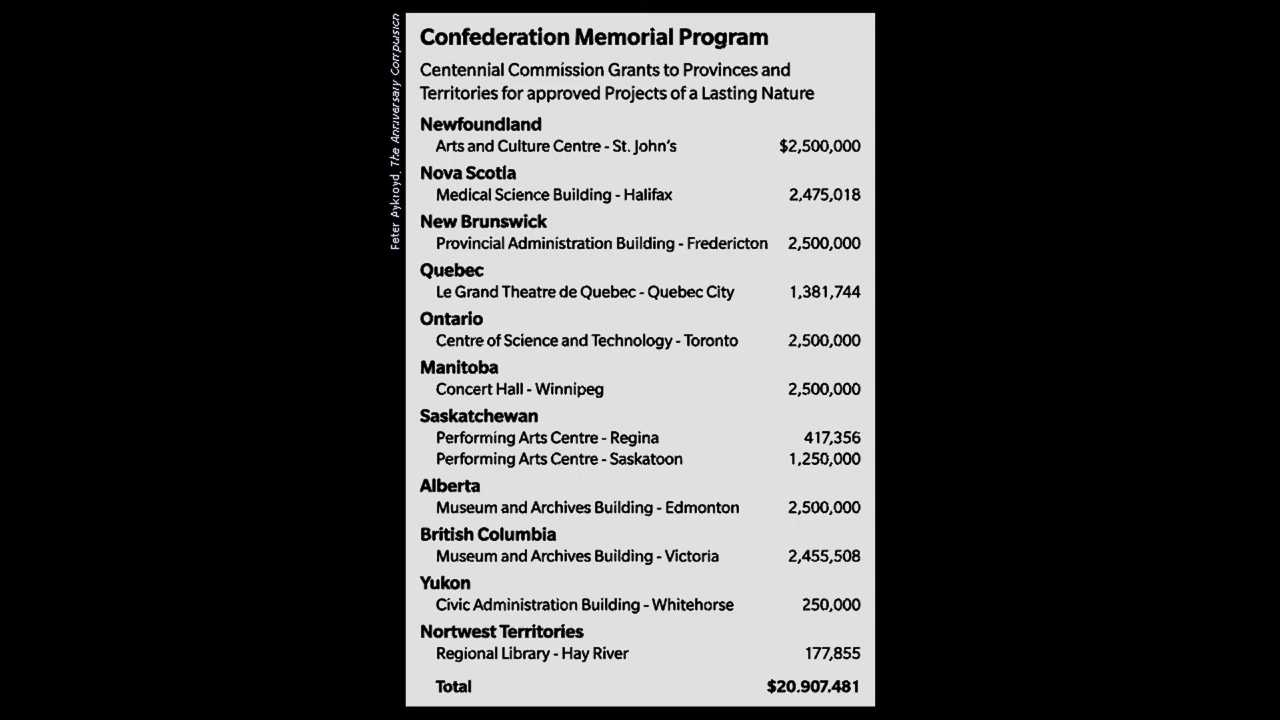 Confederation Memorial Program
Centennial Commission Grants to Provinces and
Territories for approved Projects of a Lasting Nature
Newfoundland
Arts and Culture Centre - St. John's $2,500,000
Nova Scotia
Medical Science Building - Halifax 2,475,018
New Brunswick
Provincial Administration Building - Fredericton 2,500,000
Quebec
Le Grand Theatre de Quebec - Quebec City 1,381,744
Ontario
Centre of Science and Technology - Toronto 2,500,000
Manitoba
Concert Hall - Winnipeg 2,500,000
Saskatchewan
Performing Arts Centre - Regina 417,356
Performing Arts Centre - Saskatoon 1,250,000
Alberta
Museum and Archives Building - Edmonton 2,500,000
British Columbia
Museum and Archives Building - Victoria 2,455,508
Yukon
Civic Administration Building - Whitehorse 250,000
Nortwest Territories
Regional Library - Hay River 177,855
Total $20.907.481
Peter Aykroyd, The Anniversary Compulsion